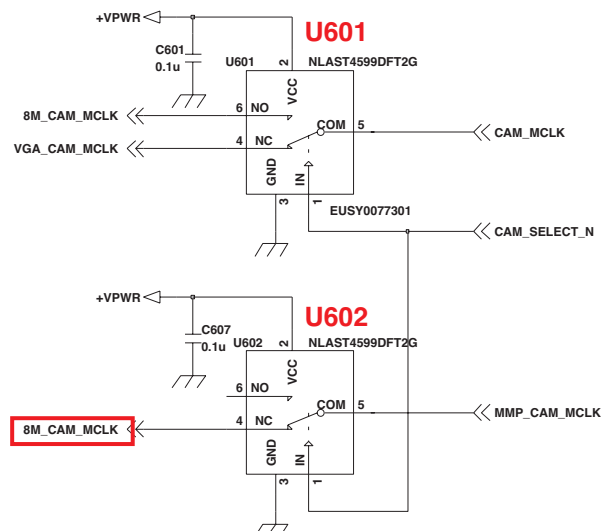 +VPWR
U601
C601
0.1u
U601
2
NLAST4599DFT2G
VCC
8M_CAM_MCLK
6
NO
COM
5
CAM_MCLK
VGA_CAM_MCLK
4
NC
GND
IN
3
1
EUSY0077301
CAM_SELECT_N
+VPWR
U602
C607
0.1u
U602
2
NLAST4599DFT2G
VCC
6
NO
COM
5
MMP_CAM_MCLK
8M_CAM_MCLK
4
NC
GND
IN
3
1